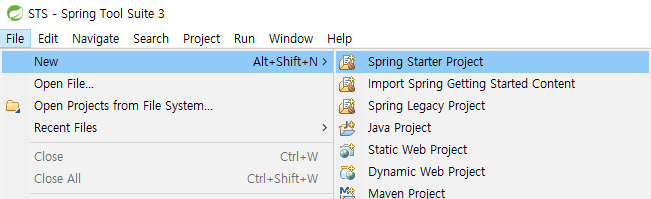 STS - Spring Tool Suite 3
File Edit Navigate Search Project Run Window Help
New Alt+Shift+N >
Open File...
Open Projects from File System...
Recent Files >
Close Ctrl+W
Close All Ctrl+Shift+W
Spring Starter Project
Import Spring Getting Started Content
Spring Legacy Project
Java Project
Static Web Project
Dynamic Web Project
Maven Project